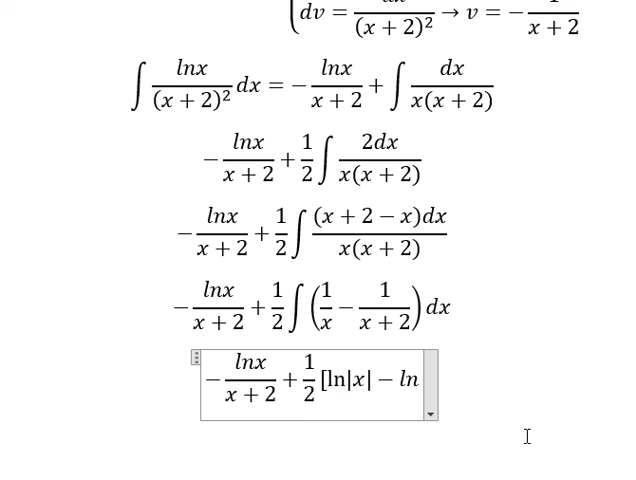 {dv = dx/(x + 2)² → v = − 1/(x + 2)
∫ lnx/(x + 2)² dx = − lnx/(x + 2) + ∫ dx/(x(x + 2))
− lnx/(x + 2) + 1/2 ∫ 2dx/(x(x + 2))
− lnx/(x + 2) + 1/2 ∫ (x + 2 − x)dx/(x(x + 2))
− lnx/(x + 2) + 1/2 ∫ (1/x − 1/(x + 2)) dx
− lnx/(x + 2) + 1/2 [ln|x| − ln